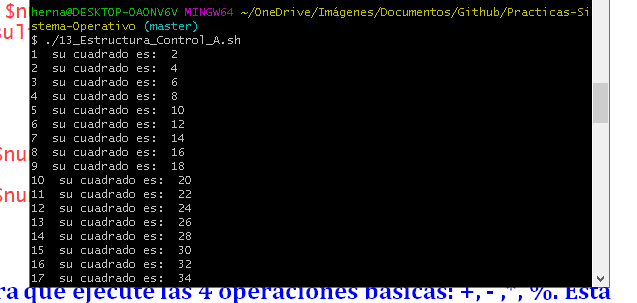 $n
sul
herna@DESKTOP-OAONV6V MINGW64 ~/OneDrive/Imágenes/Documentos/Github/Practicas-Si
stema-Operativo (master)
$ ./13_Estructura_Control_A.sh
1  su cuadrado es:  2
2  su cuadrado es:  4
3  su cuadrado es:  6
4  su cuadrado es:  8
5  su cuadrado es:  10
6  su cuadrado es:  12
7  su cuadrado es:  14
$nu
8  su cuadrado es:  16
9  su cuadrado es:  18
10  su cuadrado es:  20
$nu
11  su cuadrado es:  22
12  su cuadrado es:  24
13  su cuadrado es:  26
14  su cuadrado es:  28
15  su cuadrado es:  30
16  su cuadrado es:  32
17  su cuadrado es:  34
ra que ejecute las 4 operaciones básicas: +, - ,*, %. Esta